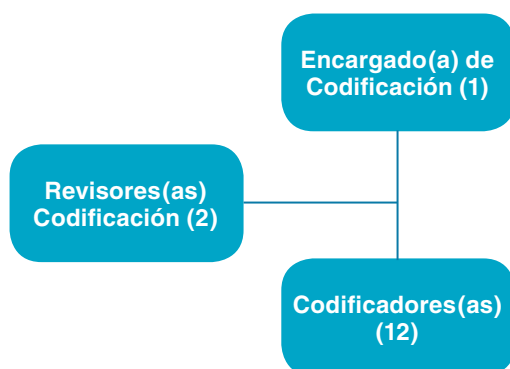 Encargado(a) de
Codificación (1)
Revisores(as)
Codificación (2)
Codificadores(as)
(12)